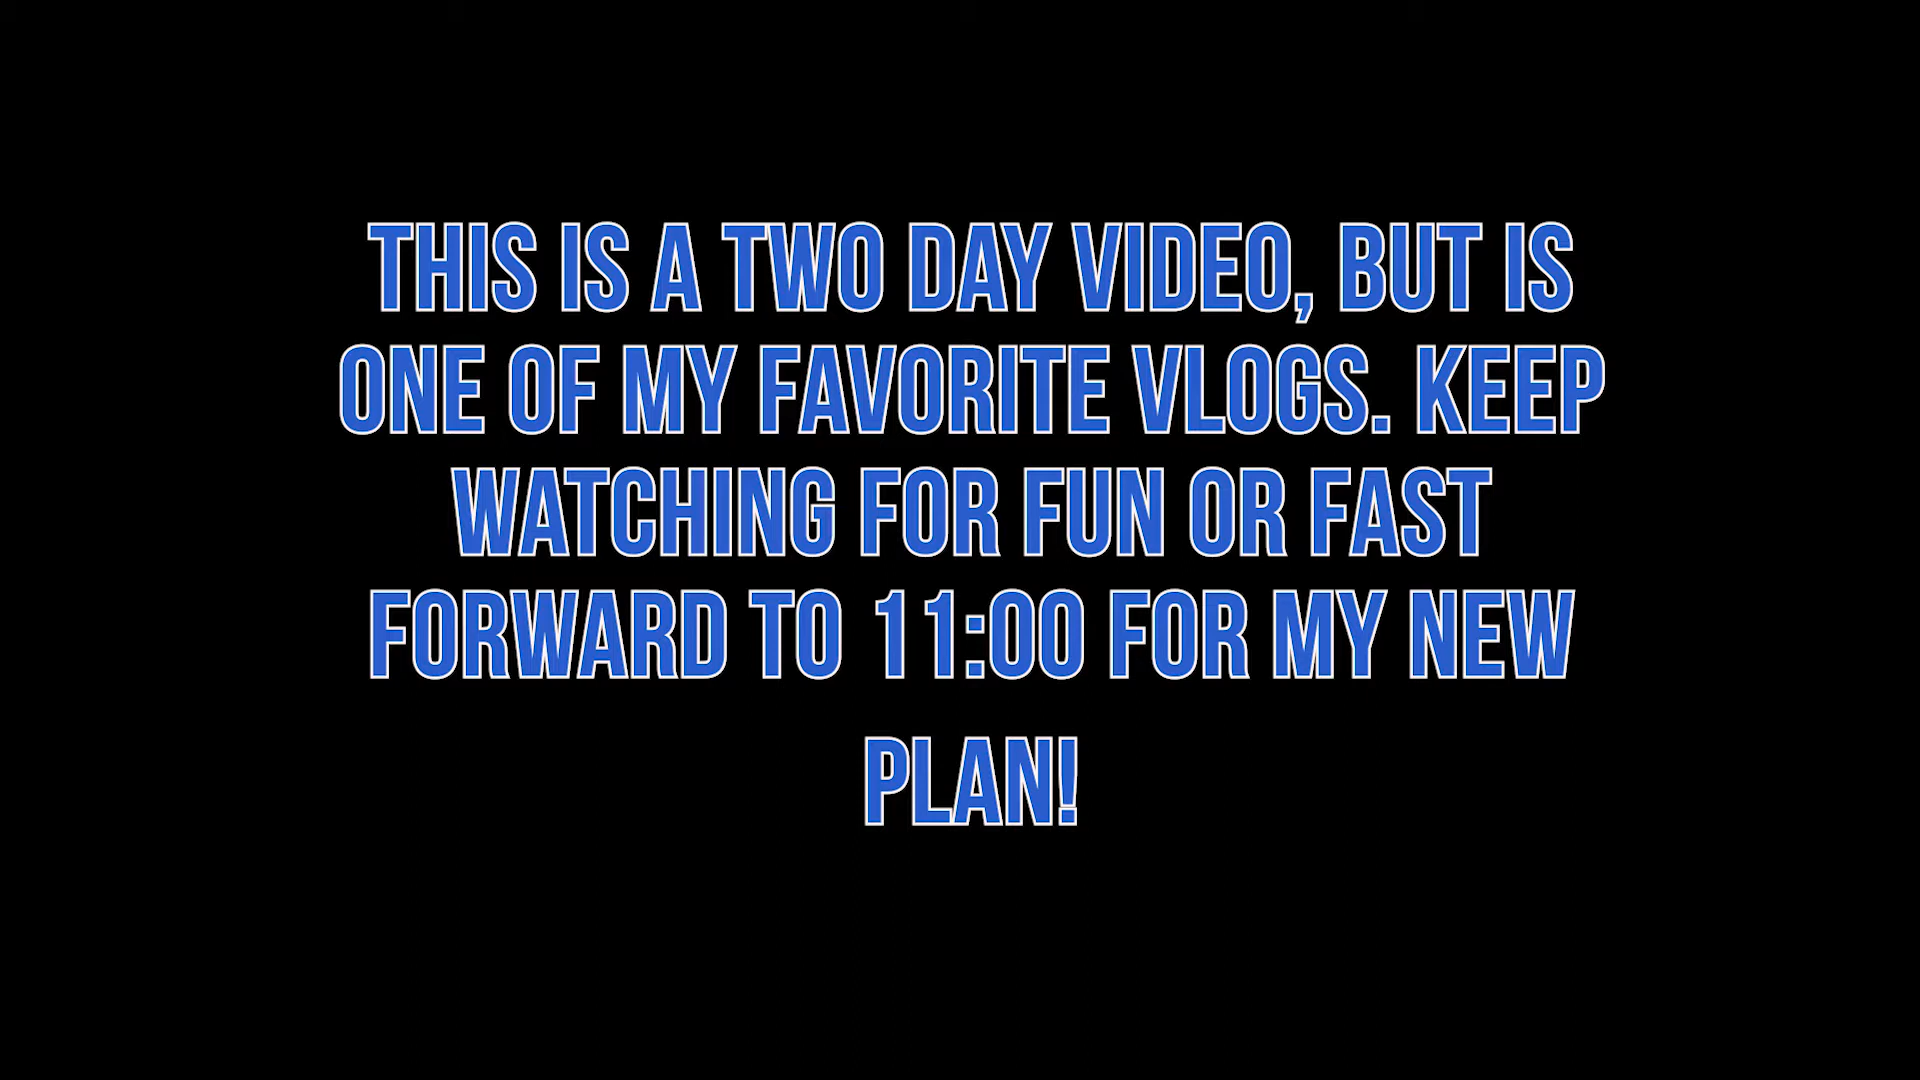 THIS IS A TWO DAY VIDEO, BUT IS
ONE OF MY FAVORITE VLOGS. KEEP
WATCHING FOR FUN OR FAST
FORWARD TO 11:00 FOR MY NEW
PLAN!